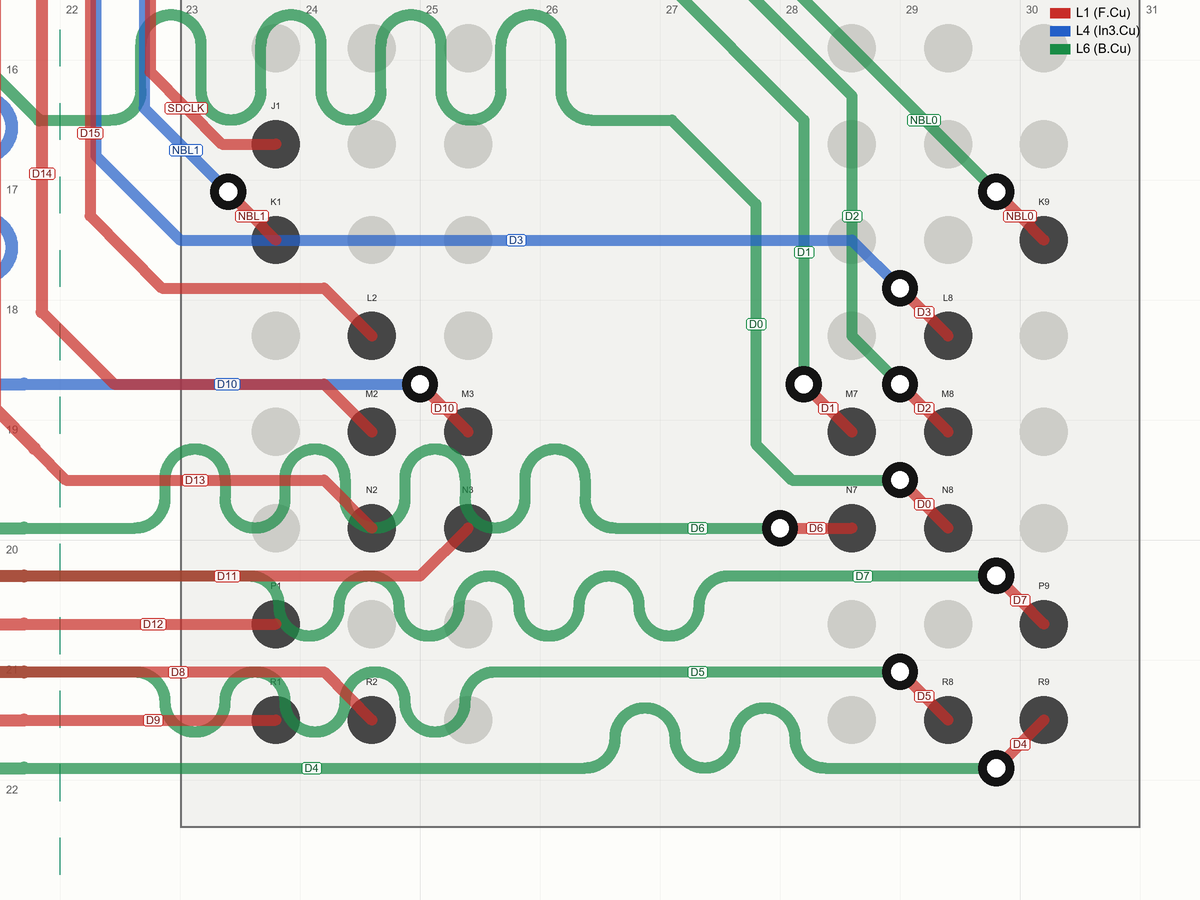 22 23 24 25 26 27 28 29 30 31
L1 (F.Cu)
L4 (In3.Cu)
L6 (B.Cu)
16
SDCLK
J1
D15
NBL0
NBL1
D14
17
K1
K9
NBL1
D2
NBL0
D3
D1
L2
L8
18
D3
D0
D10
M2
M3
M7
M8
D10
D1
D2
19
D13
N2
N3
N7
N8
D0
D6
D6
20
D11
D7
P1
P9
D7
D12
21
D8
D5
R1
R2
R8
R9
D5
D9
D4
D4
22